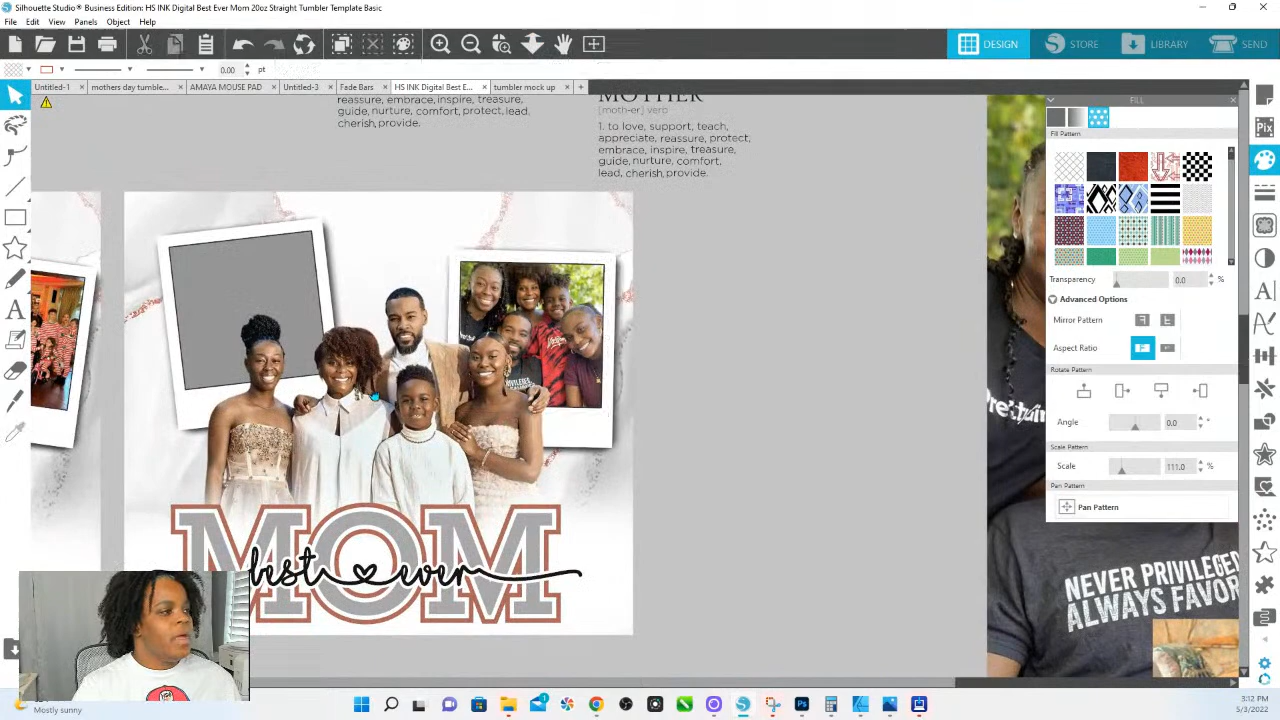 Silhouette Studio® Business Edition: HS INK Digital Best Ever Mom 20oz Straight Tumbler Template Basic
File Edit View Panels Object Help
DESIGN STORE LIBRARY SEND
0.00 pt
Untitled-1 mothers day tumble... AMAYA MOUSE PAD Untitled-3 Fade Bars HS INK Digital Best E... tumbler mock up
reassure, embrace, inspire, treasure,
guide, nurture, comfort, protect, lead,
cherish, provide.
MOTHER
[moth-er] verb
1. to love, support, teach,
appreciate, reassure, protect,
embrace, inspire, treasure,
guide, nurture, comfort,
lead, cherish, provide.
FILL
Fill Pattern
Transparency 0.0 %
Advanced Options
Mirror Pattern
Aspect Ratio
Rotate Pattern
Angle 0.0 °
Scale Pattern
Scale 111.0 %
Pan Pattern
Pan Pattern
MOM
best ever
NEVER PRIVILEGED
ALWAYS FAVOR
Mostly sunny
3:12 PM
5/3/2022